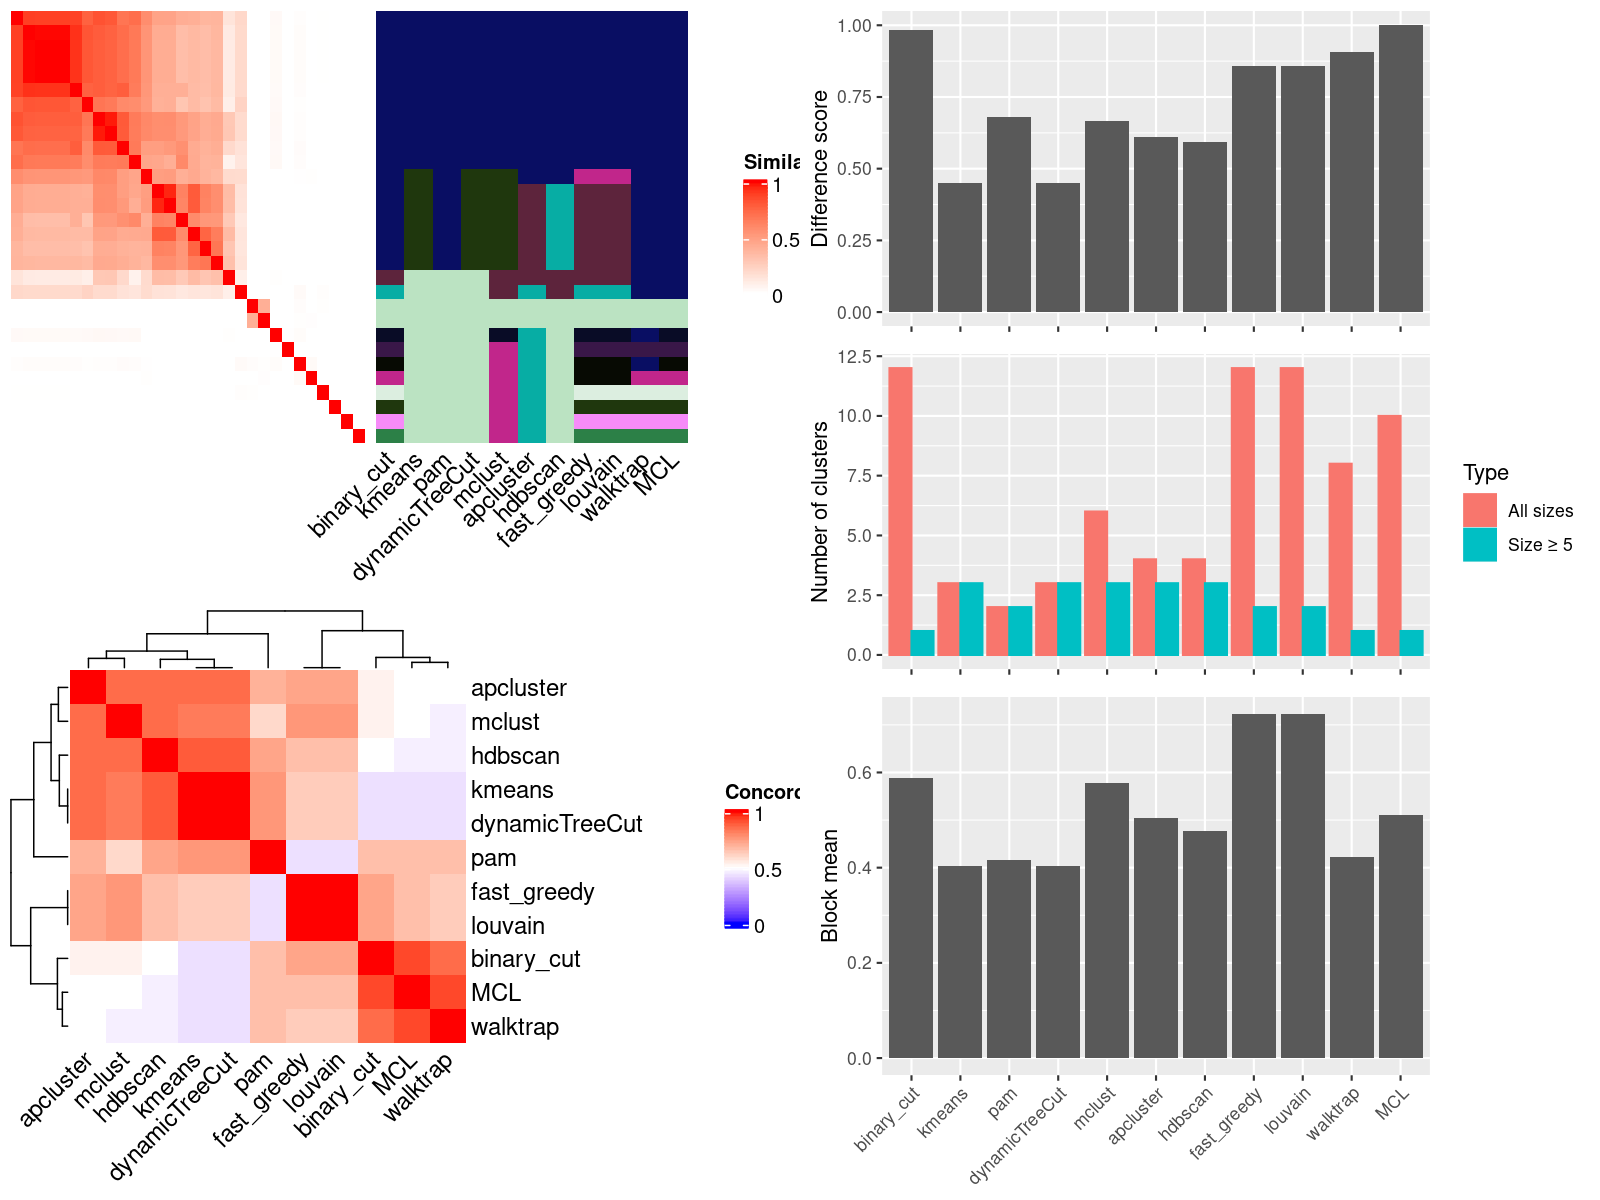 Simila
1
0.5
0
binary_cut
kmeans
pam
dynamicTreeCut
mclust
apcluster
hdbscan
fast_greedy
louvain
walktrap
MCL
apcluster
mclust
hdbscan
kmeans
dynamicTreeCut
pam
fast_greedy
louvain
binary_cut
MCL
walktrap
Concord
1
0.5
0
apcluster
mclust
hdbscan
kmeans
dynamicTreeCut
pam
fast_greedy
louvain
binary_cut
MCL
walktrap
Difference score
1.00
0.75
0.50
0.25
0.00
Number of clusters
12.5
10.0
7.5
5.0
2.5
0.0
Type
All sizes
Size ≥ 5
Block mean
0.6
0.4
0.2
0.0
binary_cut
kmeans
pam
dynamicTreeCut
mclust
apcluster
hdbscan
fast_greedy
louvain
walktrap
MCL